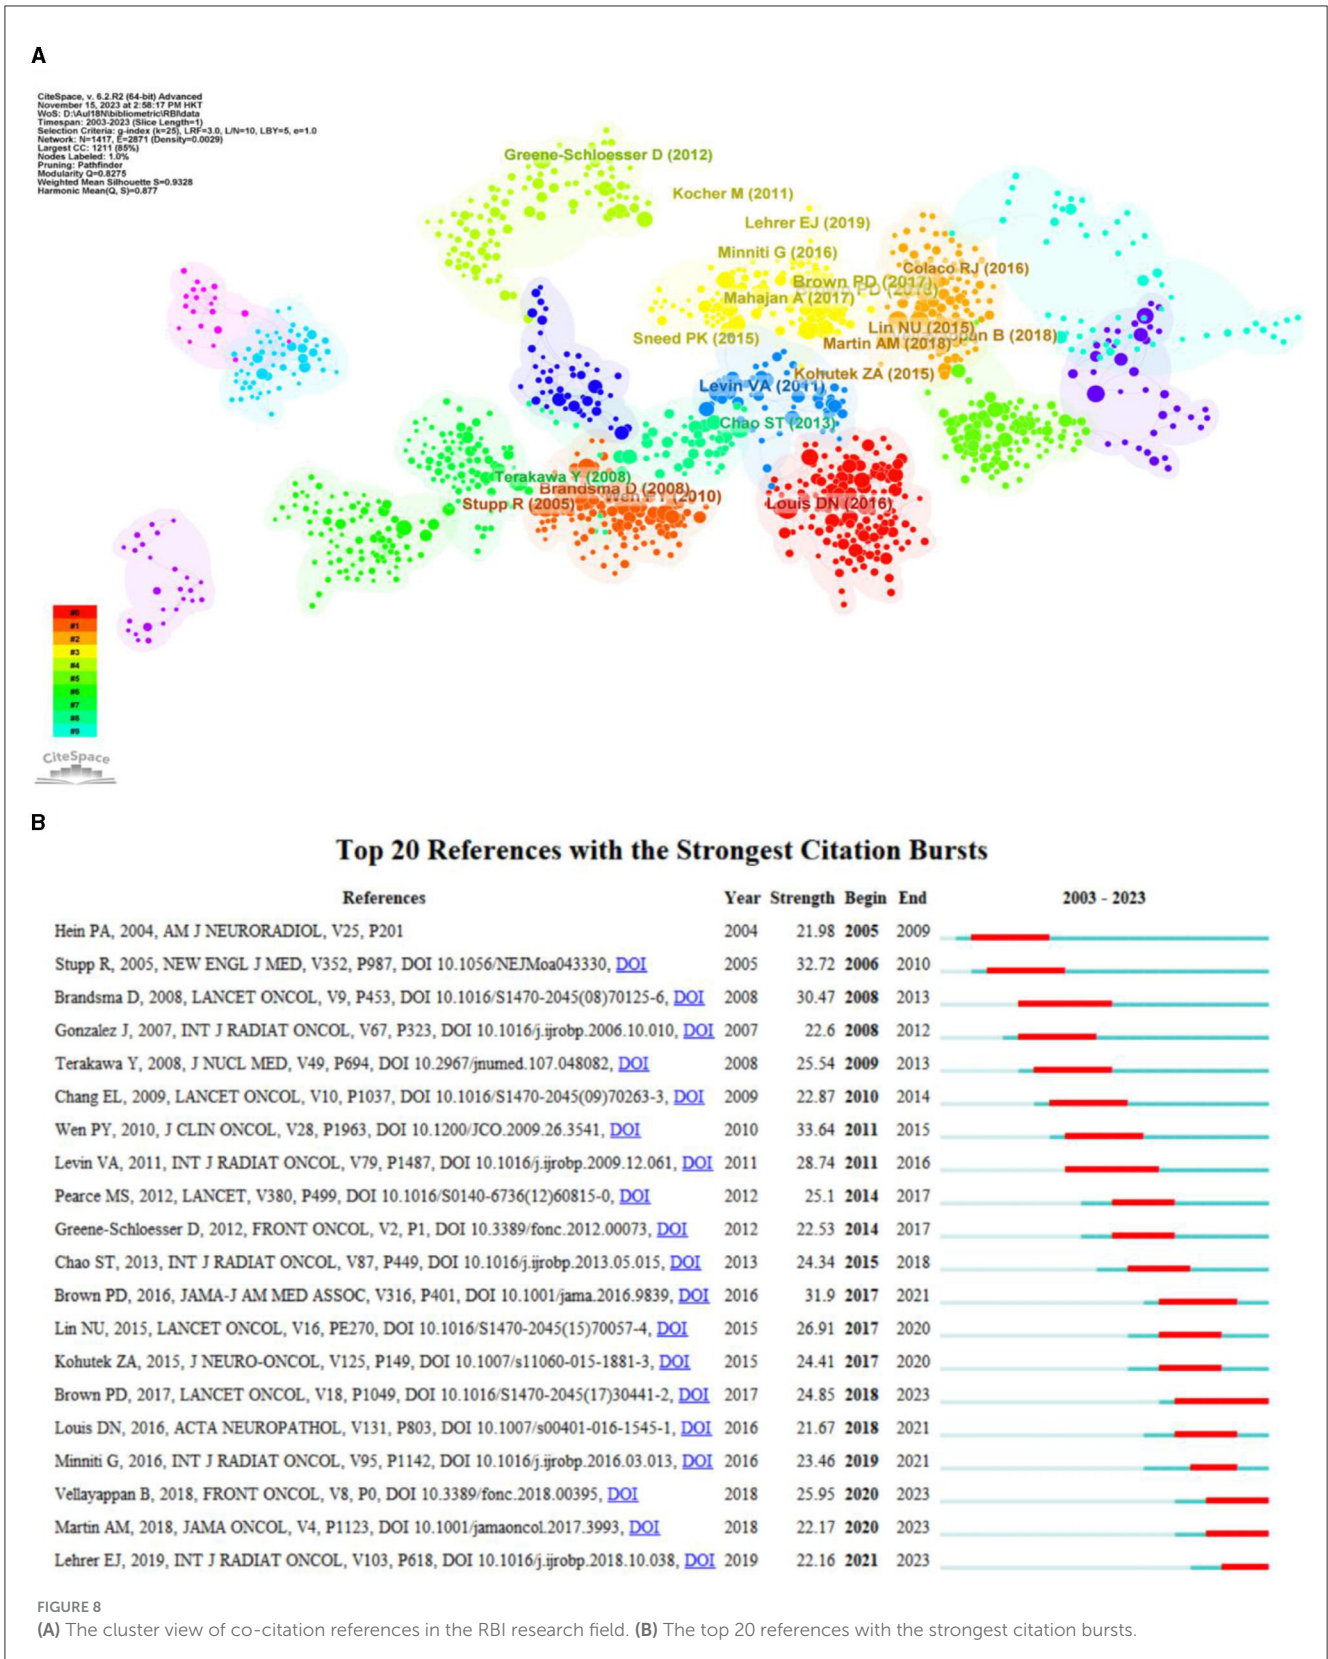 A
CiteSpace, v. 6.2.R2 (64-bit) Advanced
November 15, 2023 at 2:58:17 PM HKT
WoS: D:\Aul18N\bibliometric\RBI\data
Timespan: 2003-2023 (Slice Length=1)
Selection Criteria: g-index (k=25), LRF=3.0, L/N=10, LBY=5, e=1.0
Network: N=1417, E=2871 (Density=0.0029)
Largest CC: 1211 (85%)
Nodes Labeled: 1.0%
Pruning: Pathfinder
Modularity Q=0.8275
Weighted Mean Silhouette S=0.9328
Harmonic Mean(Q, S)=0.877
Greene-Schloesser D (2012)
Kocher M (2011)
Lehrer EJ (2019)
Minniti G (2016)
Colaco RJ (2016)
Brown PD (2017)
Mahajan A (2017)
Lin NU (2015)
Sneed PK (2015)
Martin AM (2018)
Kohutek ZA (2015)
Levin VA (2011)
Chao ST (2013)
Terakawa Y (2008)
Brandsma D (2008)
Stupp R (2005)
Louis DN (2016)
#0
#1
#2
#3
#4
#5
#6
#7
#8
#9
CiteSpace
B
Top 20 References with the Strongest Citation Bursts
References Year Strength Begin End 2003 - 2023
Hein PA, 2004, AM J NEURORADIOL, V25, P201 2004 21.98 2005 2009
Stupp R, 2005, NEW ENGL J MED, V352, P987, DOI 10.1056/NEJMoa043330, DOI 2005 32.72 2006 2010
Brandsma D, 2008, LANCET ONCOL, V9, P453, DOI 10.1016/S1470-2045(08)70125-6, DOI 2008 30.47 2008 2013
Gonzalez J, 2007, INT J RADIAT ONCOL, V67, P323, DOI 10.1016/j.ijrobp.2006.10.010, DOI 2007 22.6 2008 2012
Terakawa Y, 2008, J NUCL MED, V49, P694, DOI 10.2967/jnumed.107.048082, DOI 2008 25.54 2009 2013
Chang EL, 2009, LANCET ONCOL, V10, P1037, DOI 10.1016/S1470-2045(09)70263-3, DOI 2009 22.87 2010 2014
Wen PY, 2010, J CLIN ONCOL, V28, P1963, DOI 10.1200/JCO.2009.26.3541, DOI 2010 33.64 2011 2015
Levin VA, 2011, INT J RADIAT ONCOL, V79, P1487, DOI 10.1016/j.ijrobp.2009.12.061, DOI 2011 28.74 2011 2016
Pearce MS, 2012, LANCET, V380, P499, DOI 10.1016/S0140-6736(12)60815-0, DOI 2012 25.1 2014 2017
Greene-Schloesser D, 2012, FRONT ONCOL, V2, P1, DOI 10.3389/fonc.2012.00073, DOI 2012 22.53 2014 2017
Chao ST, 2013, INT J RADIAT ONCOL, V87, P449, DOI 10.1016/j.ijrobp.2013.05.015, DOI 2013 24.34 2015 2018
Brown PD, 2016, JAMA-J AM MED ASSOC, V316, P401, DOI 10.1001/jama.2016.9839, DOI 2016 31.9 2017 2021
Lin NU, 2015, LANCET ONCOL, V16, PE270, DOI 10.1016/S1470-2045(15)70057-4, DOI 2015 26.91 2017 2020
Kohutek ZA, 2015, J NEURO-ONCOL, V125, P149, DOI 10.1007/s11060-015-1881-3, DOI 2015 24.41 2017 2020
Brown PD, 2017, LANCET ONCOL, V18, P1049, DOI 10.1016/S1470-2045(17)30441-2, DOI 2017 24.85 2018 2023
Louis DN, 2016, ACTA NEUROPATHOL, V131, P803, DOI 10.1007/s00401-016-1545-1, DOI 2016 21.67 2018 2021
Minniti G, 2016, INT J RADIAT ONCOL, V95, P1142, DOI 10.1016/j.ijrobp.2016.03.013, DOI 2016 23.46 2019 2021
Vellayappan B, 2018, FRONT ONCOL, V8, P0, DOI 10.3389/fonc.2018.00395, DOI 2018 25.95 2020 2023
Martin AM, 2018, JAMA ONCOL, V4, P1123, DOI 10.1001/jamaoncol.2017.3993, DOI 2018 22.17 2020 2023
Lehrer EJ, 2019, INT J RADIAT ONCOL, V103, P618, DOI 10.1016/j.ijrobp.2018.10.038, DOI 2019 22.16 2021 2023
FIGURE 8
(A) The cluster view of co-citation references in the RBI research field. (B) The top 20 references with the strongest citation bursts.